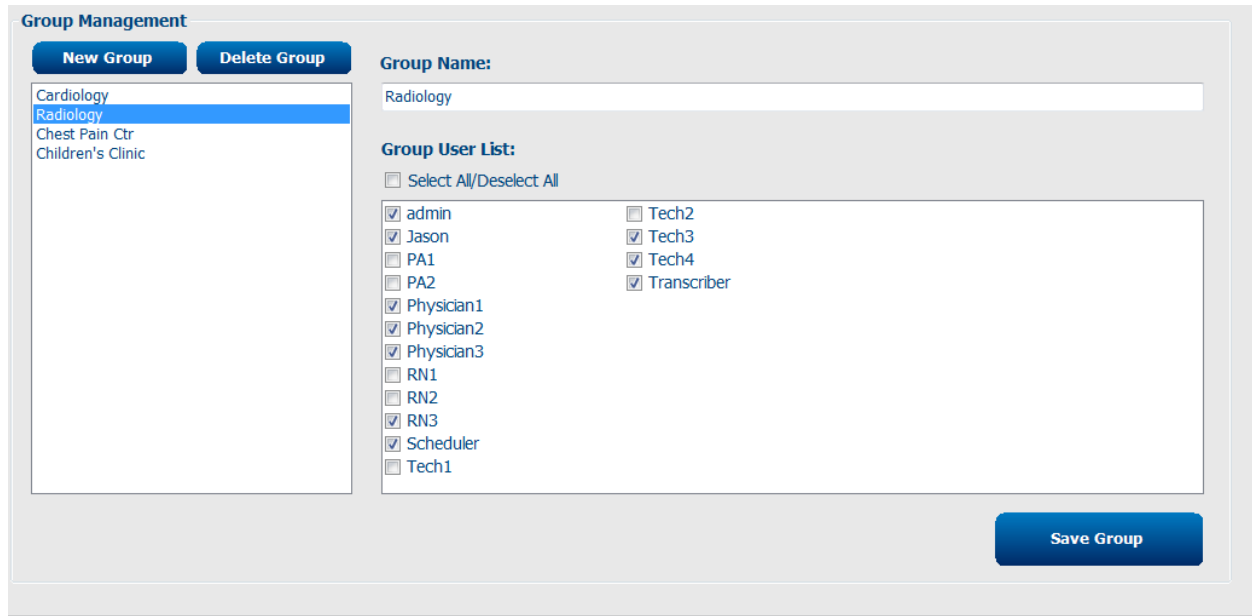 Group Management
New Group
Delete Group
Cardiology
Radiology
Chest Pain Ctr
Children's Clinic
Group Name:
Radiology
Group User List:
Select All/Deselect All
admin
Jason
PA1
PA2
Physician1
Physician2
Physician3
RN1
RN2
RN3
Scheduler
Tech1
Tech2
Tech3
Tech4
Transcriber
Save Group